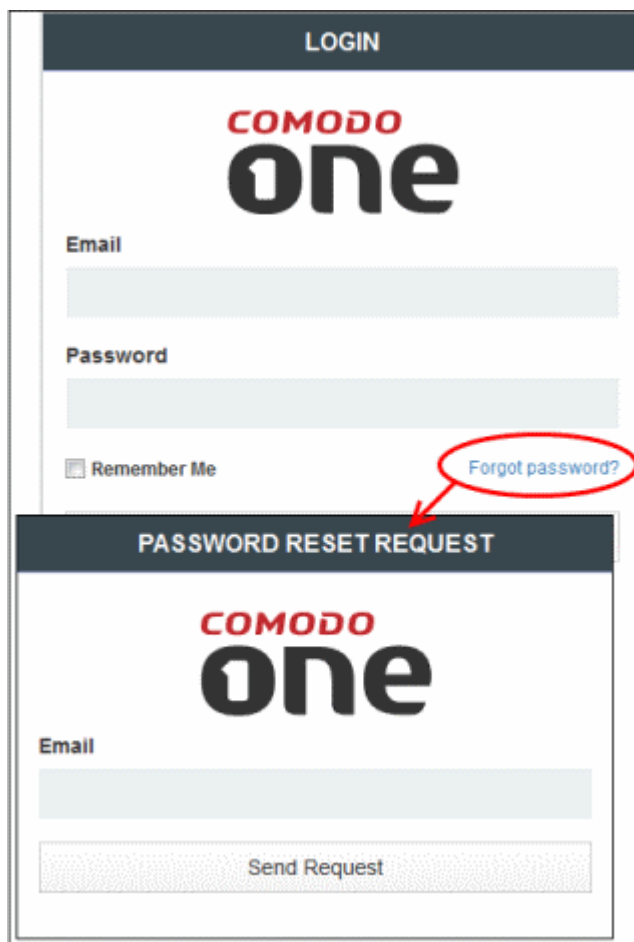 LOGIN
COMODO
one
Email
Password
Remember Me
Forgot password?
PASSWORD RESET REQUEST
COMODO
one
Email
Send Request